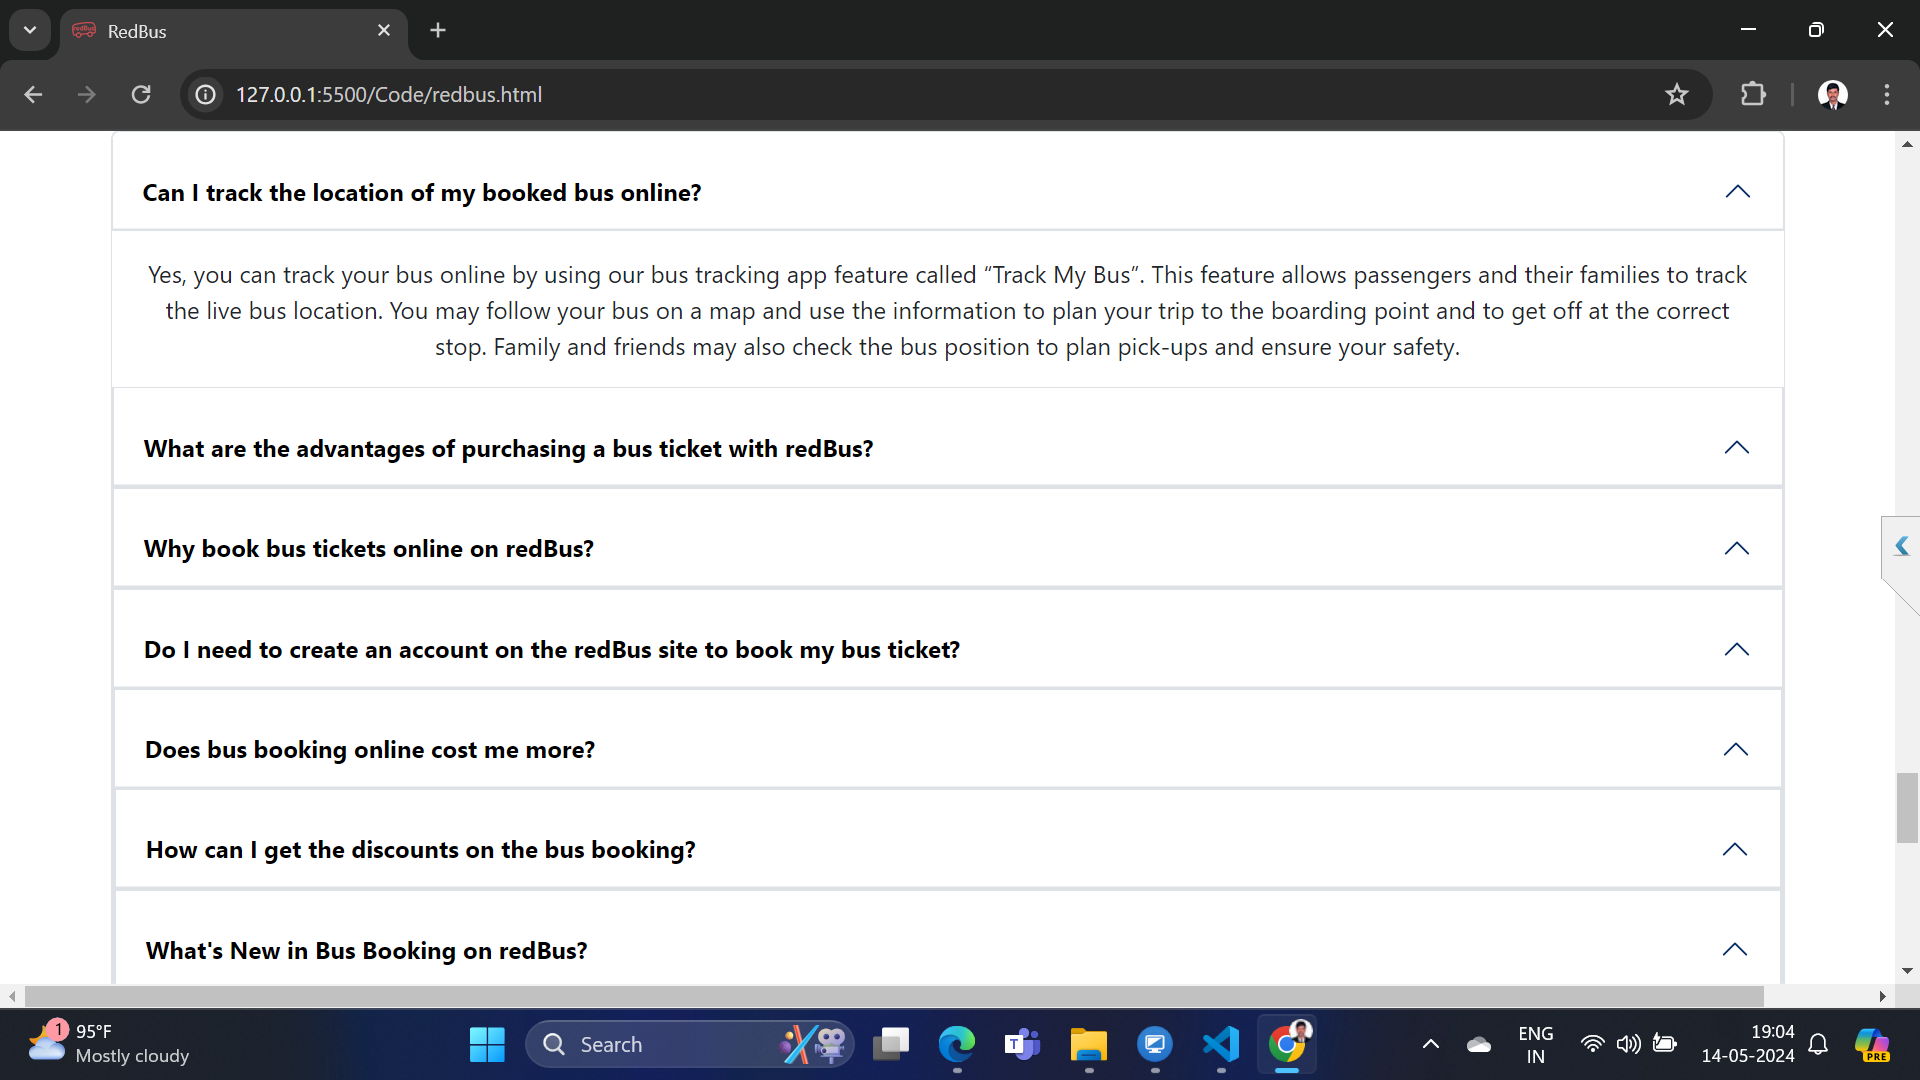 RedBus
127.0.0.1:5500/Code/redbus.html
Can I track the location of my booked bus online?
Yes, you can track your bus online by using our bus tracking app feature called “Track My Bus”. This feature allows passengers and their families to track
the live bus location. You may follow your bus on a map and use the information to plan your trip to the boarding point and to get off at the correct
stop. Family and friends may also check the bus position to plan pick-ups and ensure your safety.
What are the advantages of purchasing a bus ticket with redBus?
Why book bus tickets online on redBus?
Do I need to create an account on the redBus site to book my bus ticket?
Does bus booking online cost me more?
How can I get the discounts on the bus booking?
What's New in Bus Booking on redBus?
1
95°F
Mostly cloudy
Search
T
ENG
IN
19:04
14-05-2024
PRE